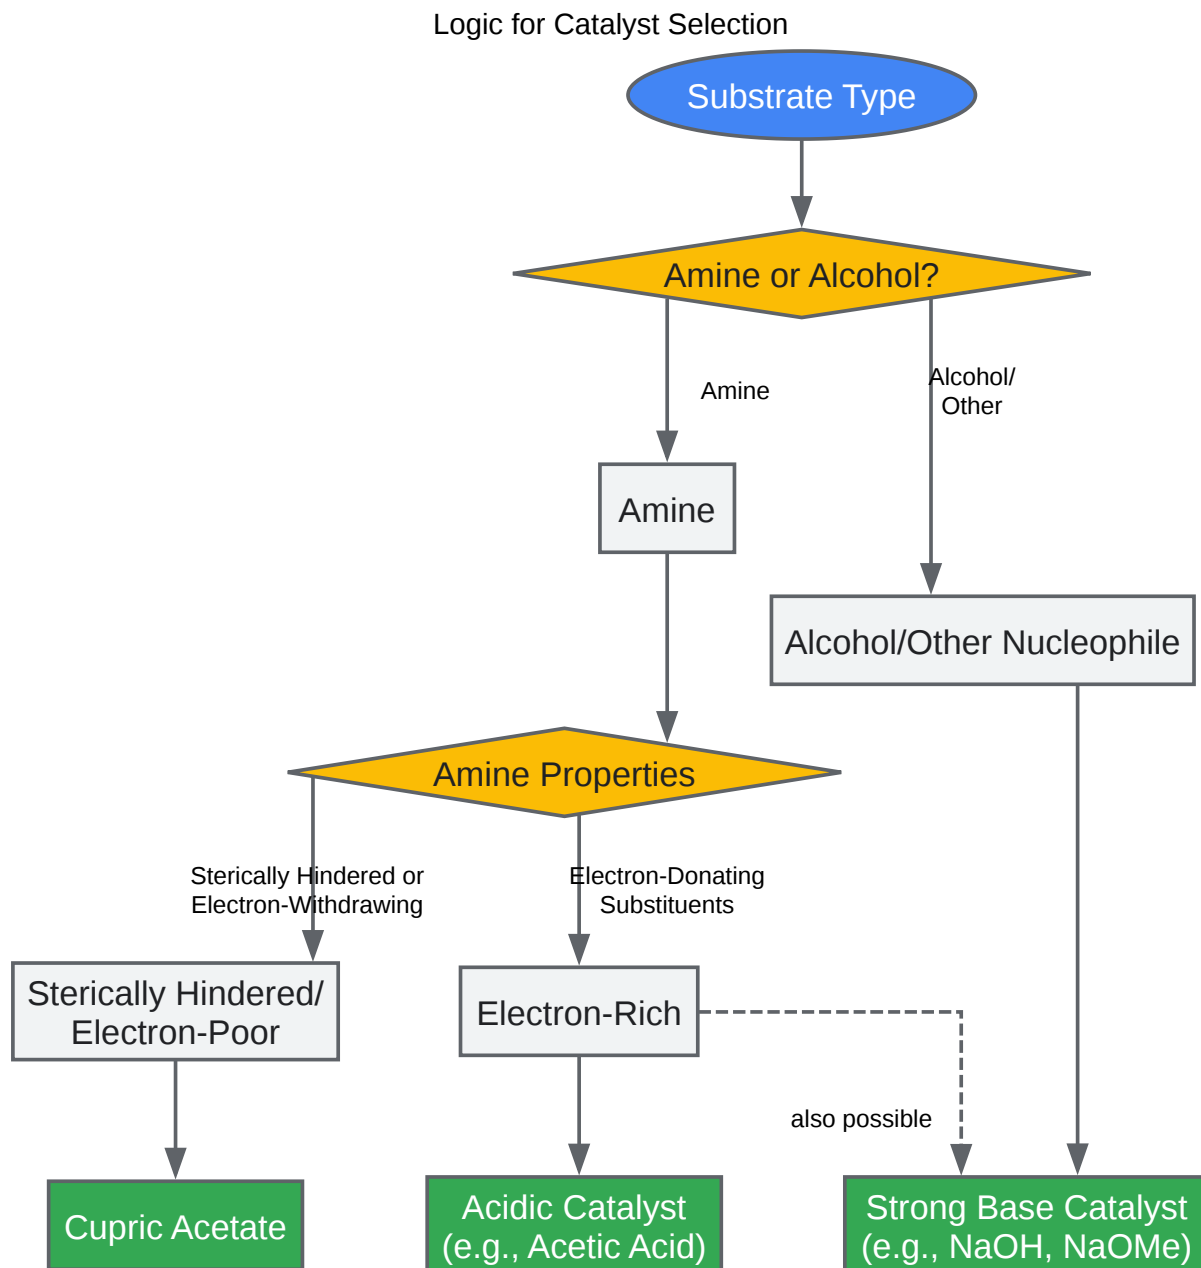 Logic for Catalyst Selection
Substrate Type
Amine or Alcohol?
Amine
Alcohol/
Other
Amine
Alcohol/Other Nucleophile
Amine Properties
Sterically Hindered or
Electron-Withdrawing
Electron-Donating
Substituents
Sterically Hindered/
Electron-Poor
Electron-Rich
also possible
Cupric Acetate
Acidic Catalyst
(e.g., Acetic Acid)
Strong Base Catalyst
(e.g., NaOH, NaOMe)